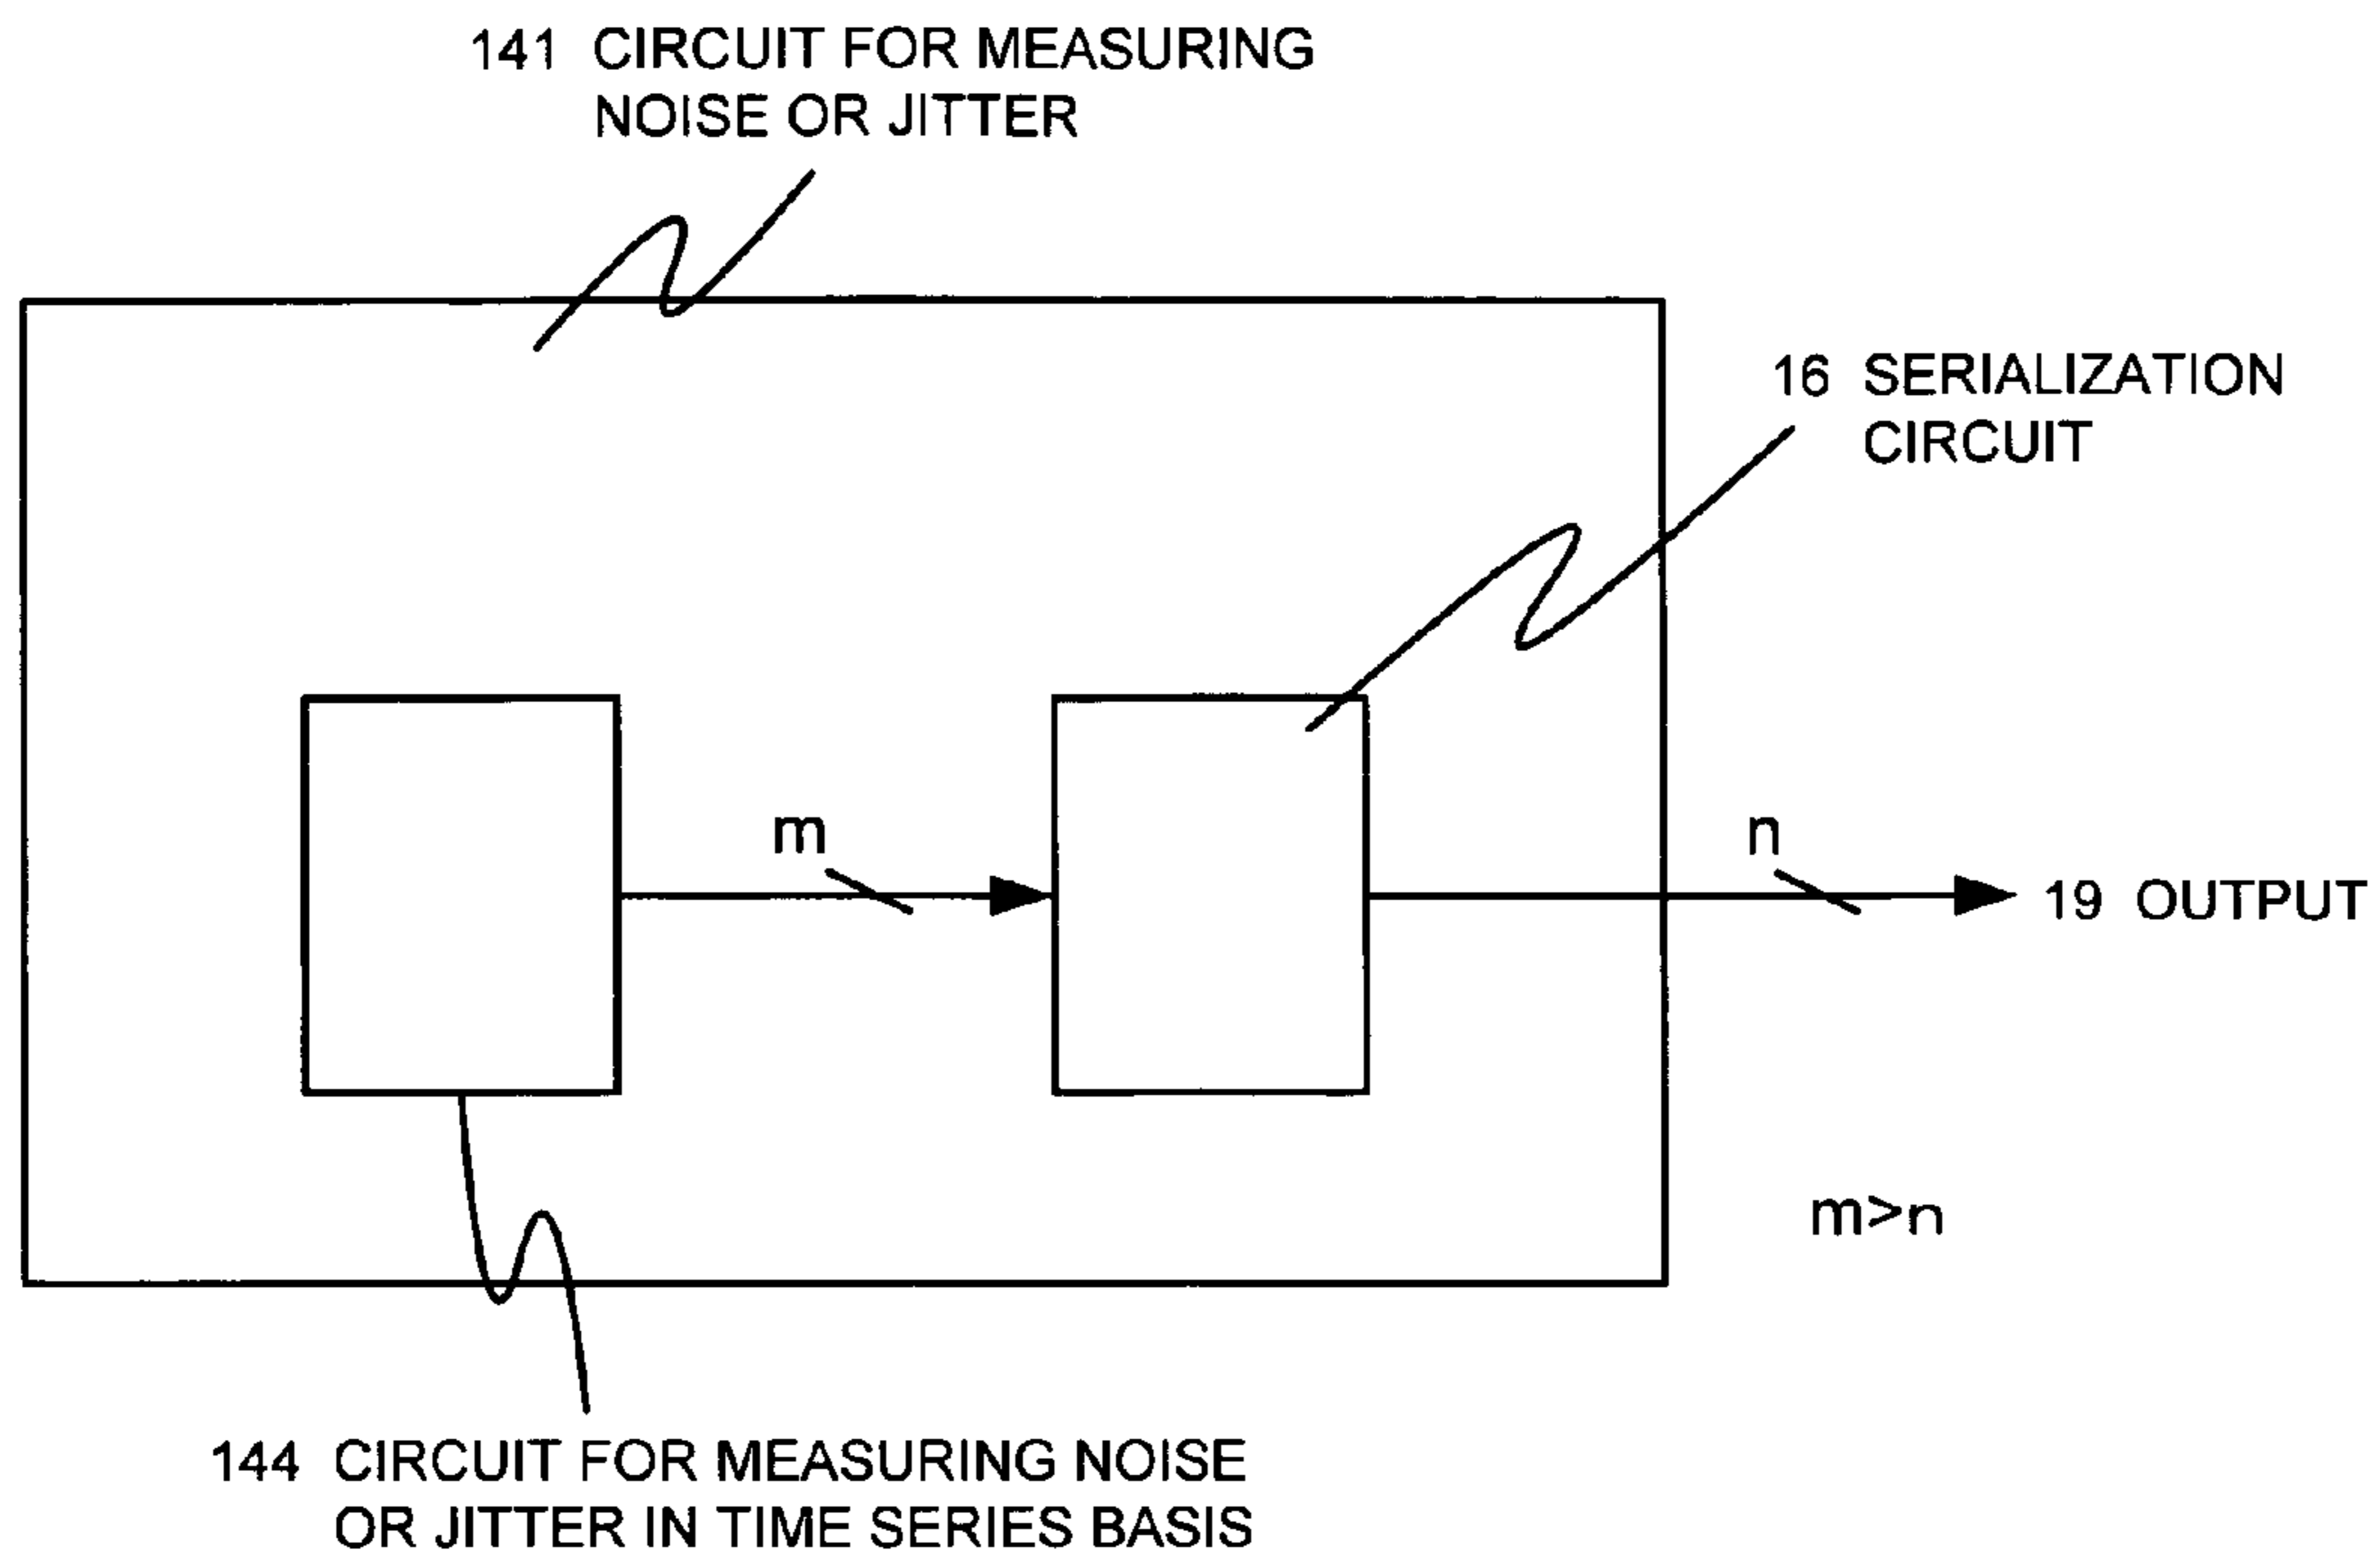 141 CIRCUIT FOR MEASURING
NOISE OR JITTER
16 SERIALIZATION
CIRCUIT
m
n
19 OUTPUT
m>n
144 CIRCUIT FOR MEASURING NOISE
OR JITTER IN TIME SERIES BASIS